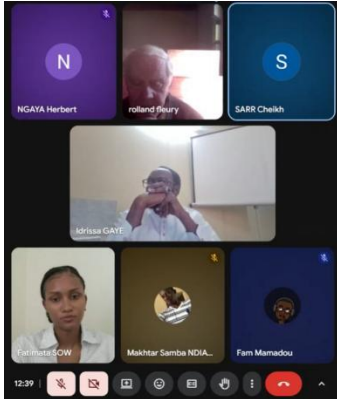 N
NGAYA Herbert
rolland fleury
S
SARR Cheikh
Idrissa GAYE
Fatimata SOW
Makhtar Samba NDIA...
Fam Mamadou
12:39